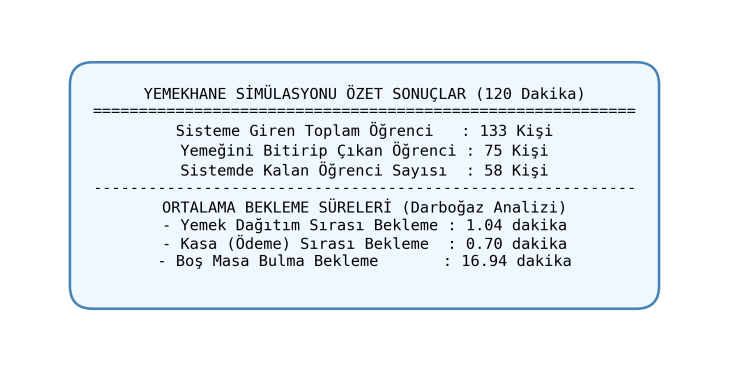 YEMEKHANE SİMÜLASYONU ÖZET SONUÇLAR (120 Dakika)
===========================================================
Sisteme Giren Toplam Öğrenci   : 133 Kişi
Yemeğini Bitirip Çıkan Öğrenci : 75 Kişi
Sistemde Kalan Öğrenci Sayısı  : 58 Kişi
-----------------------------------------------------------
ORTALAMA BEKLEME SÜRELERİ (Darboğaz Analizi)
- Yemek Dağıtım Sırası Bekleme : 1.04 dakika
- Kasa (Ödeme) Sırası Bekleme  : 0.70 dakika
- Boş Masa Bulma Bekleme       : 16.94 dakika